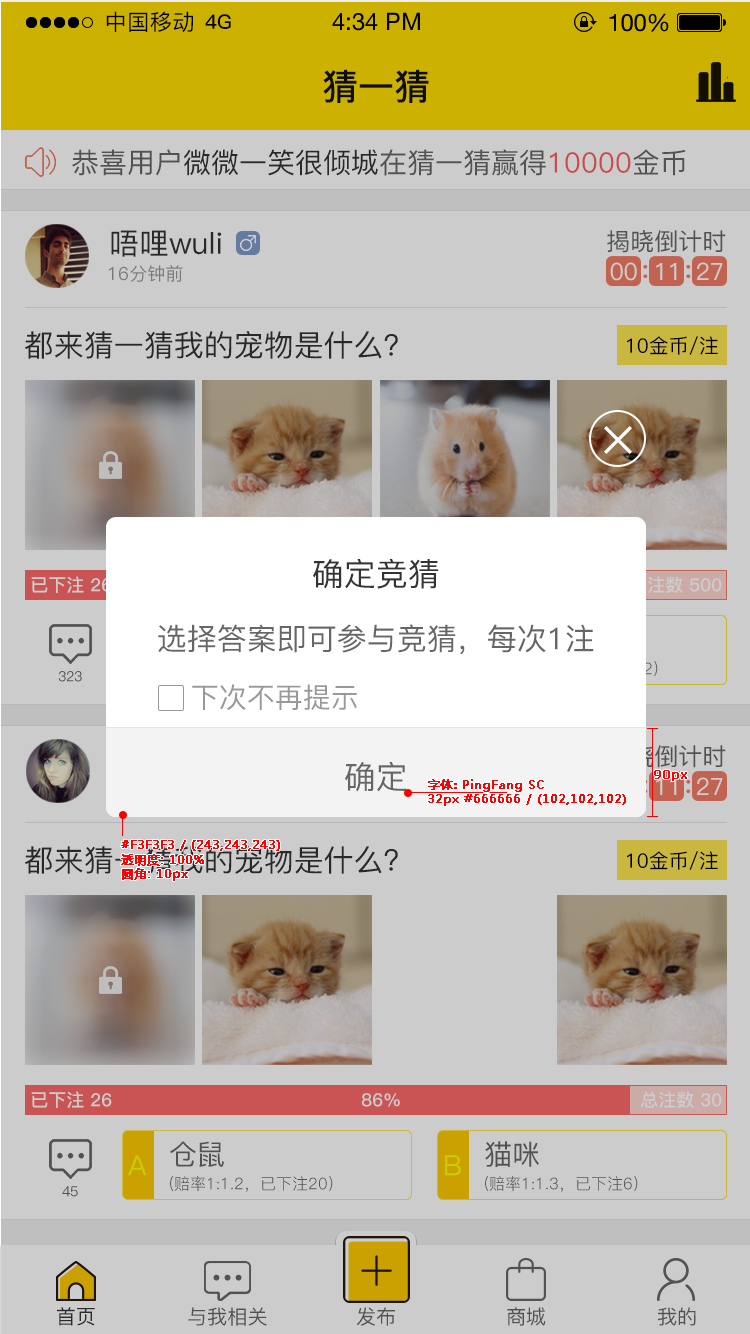 中国移动 4G 4:34 PM 100%
猜一猜
恭喜用户微微一笑很倾城在猜一猜赢得10000金币
唔哩wuli
揭晓倒计时
16分钟前
00:11:27
都来猜一猜我的宠物是什么?
10金币/注
已下注 26
注数 500
确定竞猜
选择答案即可参与竞猜，每次1注
下次不再提示
323
2)
确定
字体: PingFang SC
32px #666666 / (102,102,102)
倒计时
90px
11:27
#F3F3F3 / (243,243,243)
透明度: 100%
圆角: 10px
都来猜一猜我的宠物是什么?
10金币/注
已下注 26
86%
总注数 30
45
A
仓鼠
(赔率1:1.2，已下注20)
B
猫咪
(赔率1:1.3，已下注6)
首页
与我相关
发布
商城
我的